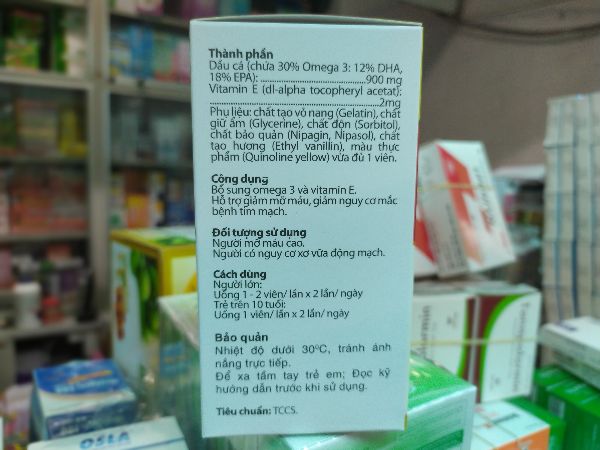 Thành phần
Dầu cá (chứa 30% Omega 3: 12% DHA,
18% EPA): ........................................ 900 mg
Vitamin E (dl-alpha tocopheryl acetat):
.......................................................2mg
Phụ liệu: chất tạo vỏ nang (Gelatin), chất
giữ ẩm (Glycerine), chất độn (Sorbitol),
chất bảo quản (Nipagin, Nipasol), chất
tạo hương (Ethyl vanillin), màu thực
phẩm (Quinoline yellow) vừa đủ 1 viên.
Công dụng
Bổ sung omega 3 và vitamin E.
Hỗ trợ giảm mỡ máu, giảm nguy cơ mắc
bệnh tim mạch.
Đối tượng sử dụng
Người mỡ máu cao.
Người có nguy cơ xơ vữa động mạch.
Cách dùng
Người lớn:
Uống 1 - 2 viên/ lần x 2 lần/ ngày
Trẻ trên 10 tuổi:
Uống 1 viên/ lần x 2 lần/ ngày
Bảo quản
Nhiệt độ dưới 30ºC, tránh ánh
nắng trực tiếp.
Để xa tầm tay trẻ em; Đọc kỹ
hướng dẫn trước khi sử dụng.
Tiêu chuẩn: TCCS.
OSLA